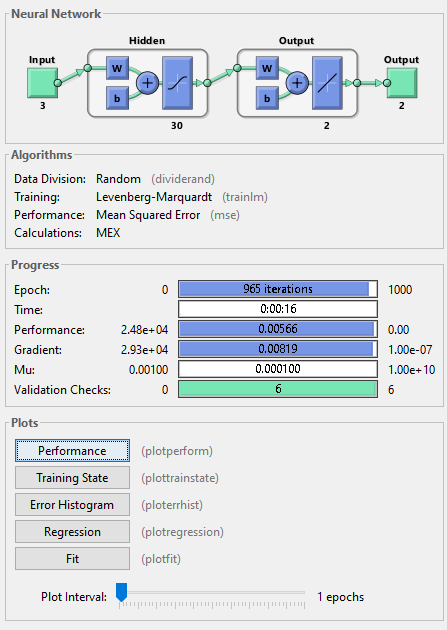 Neural Network
Hidden
Output
Input
Output
W
b
+
W
b
+
3
30
2
2
Algorithms
Data Division: Random (dividerand)
Training: Levenberg-Marquardt (trainlm)
Performance: Mean Squared Error (mse)
Calculations: MEX
Progress
Epoch: 0 965 iterations 1000
Time: 0:00:16
Performance: 2.48e+04 0.00566 0.00
Gradient: 2.93e+04 0.00819 1.00e-07
Mu: 0.00100 0.000100 1.00e+10
Validation Checks: 0 6 6
Plots
Performance (plotperform)
Training State (plottrainstate)
Error Histogram (ploterrhist)
Regression (plotregression)
Fit (plotfit)
Plot Interval: 1 epochs